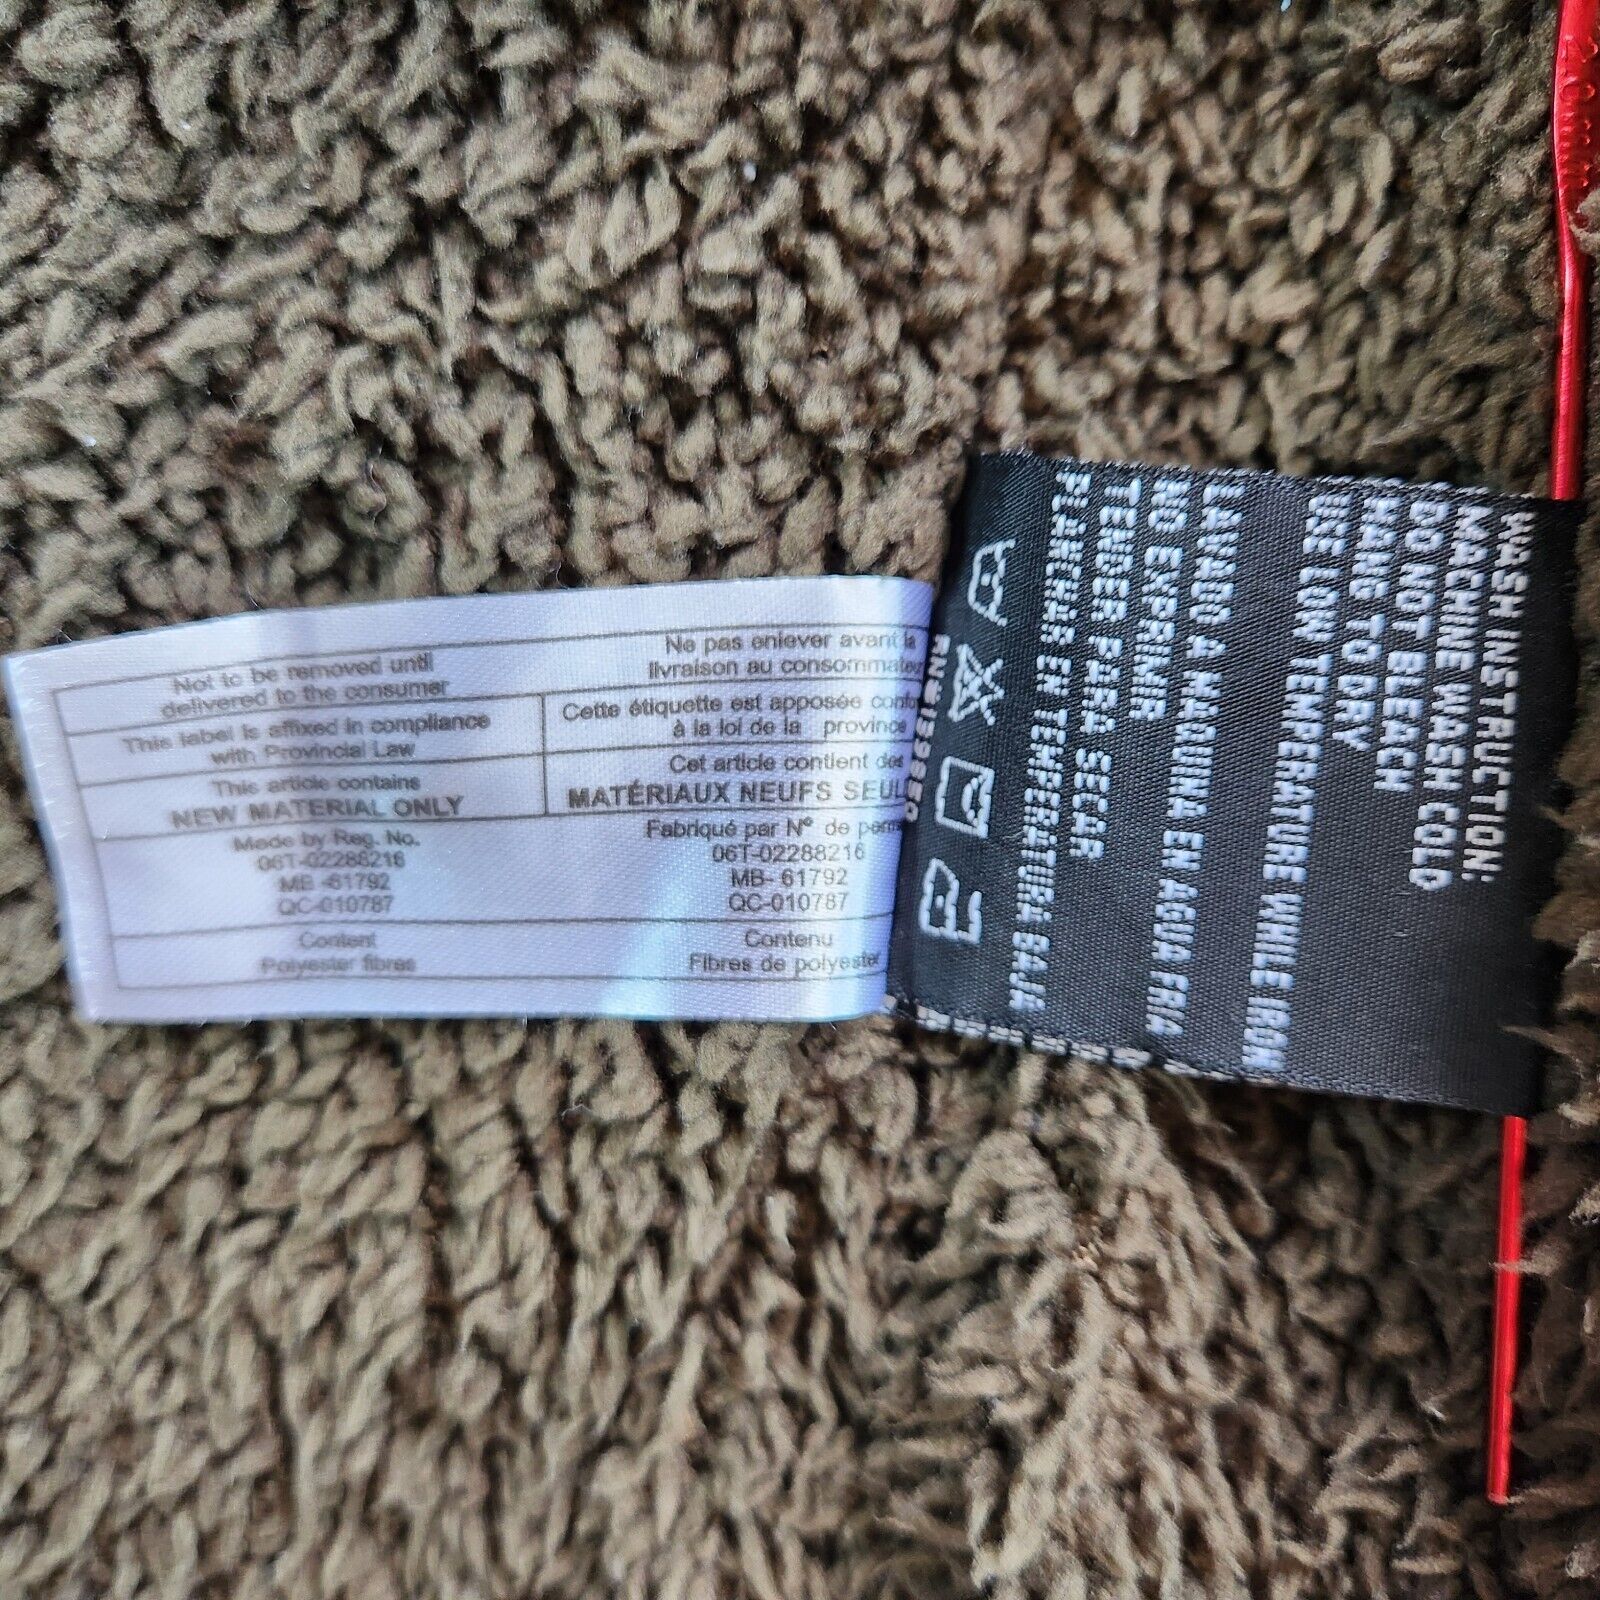 Not to be removed until
delivered to the consumer
Ne pas enlever avant la
livraison au
This label is affixed in compliance
with Provincial Law
Cette étiquette est apposée
à la loi de la province
This article contains
NEW MATERIAL ONLY
Cet article contient
MATÉRIAUX NEUFS
Made by Reg. No.
06T-02288216
MB -61792
QC-010787
Fabriqué par N° de
06T-02288216
MB- 61792
QC-010787
Content
Polyester fibres
Contenu
Fibres de polyester
WASH INSTRUCTION:
MACHINE WASH COLD
DO NOT BLEACH
HANG TO DRY
USE LOW TEMPERATURE WHILE IRON
LAVADO A MAQUINA EN AGUA FRIA
NO EXPRIMIR
TENDER PARA SECAR
PLANCHAR EN TEMPERATURA BAJA